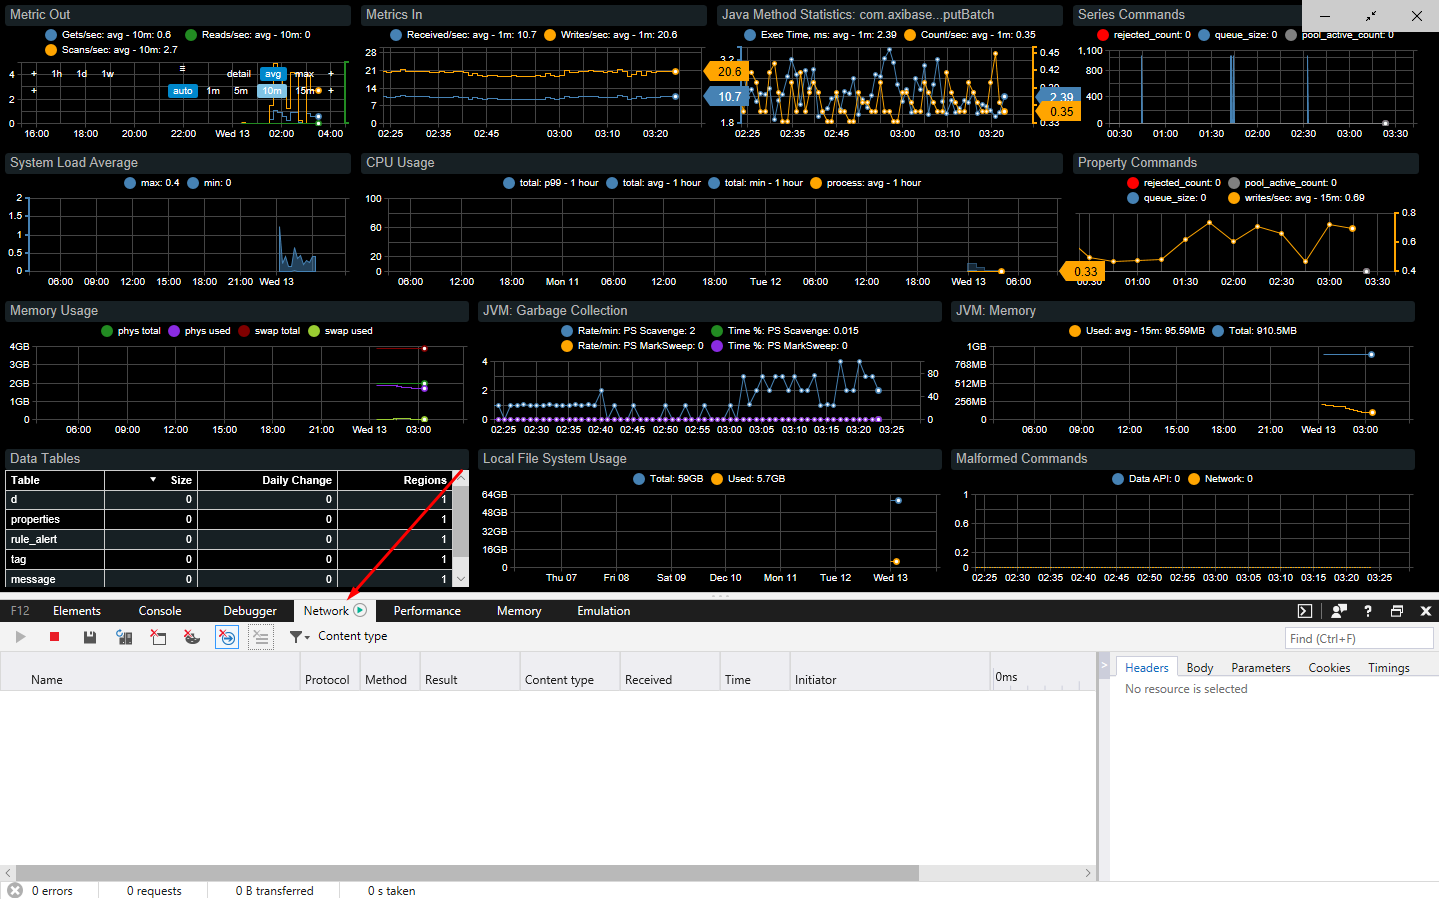 Metric Out
Gets/sec: avg - 10m: 0.6
Reads/sec: avg - 10m: 0
Scans/sec: avg - 10m: 2.7
+ 1h 1d 1w detail avg max +
+ auto 1m 5m 10m 15m +
4
2
0
16:00 18:00 20:00 22:00 Wed 13 02:00 04:00
Metrics In
Received/sec: avg - 1m: 10.7
Writes/sec: avg - 1m: 20.6
28
21
14
7
0
20.6
10.7
02:25 02:35 02:45 03:00 03:10 03:20
Java Method Statistics: com.axibase...putBatch
Exec Time, ms: avg - 1m: 2.39
Count/sec: avg - 1m: 0.35
3.2
1.8
0.45
0.42
0.39
2.39
0.35
0.33
02:25 02:35 02:45 03:00 03:10 03:20
Series Commands
rejected_count: 0
queue_size: 0
pool_active_count: 0
1,100
800
400
0
00:30 01:00 01:30 02:00 02:30 03:00 03:30
System Load Average
max: 0.4
min: 0
2
1.5
1
0.5
0
06:00 09:00 12:00 15:00 18:00 21:00 Wed 13
CPU Usage
total: p99 - 1 hour
total: avg - 1 hour
total: min - 1 hour
process: avg - 1 hour
100
60
20
0
06:00 12:00 18:00 Mon 11 06:00 12:00 18:00 Tue 12 06:00 12:00 18:00 Wed 13 06:00
Property Commands
rejected_count: 0
pool_active_count: 0
queue_size: 0
writes/sec: avg - 15m: 0.69
0.8
0.6
0.4
0.33
00:30 01:00 01:30 02:00 02:30 03:00 03:30
Memory Usage
phys total
phys used
swap total
swap used
4GB
3GB
2GB
1GB
0
06:00 09:00 12:00 15:00 18:00 21:00 Wed 13 03:00
JVM: Garbage Collection
Rate/min: PS Scavenge: 2
Time %: PS Scavenge: 0.015
Rate/min: PS MarkSweep: 0
Time %: PS MarkSweep: 0
4
2
0
80
40
0
02:25 02:30 02:35 02:40 02:45 02:50 02:55 03:00 03:05 03:10 03:15 03:20 03:25
JVM: Memory
Used: avg - 15m: 95.59MB
Total: 910.5MB
1GB
768MB
512MB
256MB
0
06:00 09:00 12:00 15:00 18:00 21:00 Wed 13 03:00
Data Tables
Table Size Daily Change Regions
d 0 0 1
properties 0 0 1
rule_alert 0 0 1
tag 0 0 1
message 0 0 1
Local File System Usage
Total: 59GB
Used: 5.7GB
64GB
48GB
32GB
16GB
0
Thu 07 Fri 08 Sat 09 Dec 10 Mon 11 Tue 12 Wed 13
Malformed Commands
Data API: 0
Network: 0
1
0.6
0.2
0
02:25 02:30 02:35 02:40 02:45 02:50 02:55 03:00 03:05 03:10 03:15 03:20 03:25
F12 Elements Console Debugger Network Performance Memory Emulation
Content type
Find (Ctrl+F)
Name Protocol Method Result Content type Received Time Initiator 0ms
Headers Body Parameters Cookies Timings
No resource is selected
0 errors 0 requests 0 B transferred 0 s taken